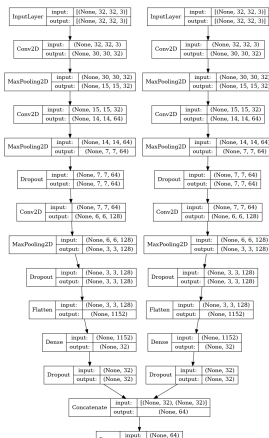 InputLayer input: [(None, 32, 32, 3)]
output: [(None, 32, 32, 3)]
InputLayer input: [(None, 32, 32, 3)]
output: [(None, 32, 32, 3)]
Conv2D input: (None, 32, 32, 3)
output: (None, 30, 30, 32)
Conv2D input: (None, 32, 32, 3)
output: (None, 30, 30, 32)
MaxPooling2D input: (None, 30, 30, 32)
output: (None, 15, 15, 32)
MaxPooling2D input: (None, 30, 30, 32)
output: (None, 15, 15, 32)
Conv2D input: (None, 15, 15, 32)
output: (None, 14, 14, 64)
Conv2D input: (None, 15, 15, 32)
output: (None, 14, 14, 64)
MaxPooling2D input: (None, 14, 14, 64)
output: (None, 7, 7, 64)
MaxPooling2D input: (None, 14, 14, 64)
output: (None, 7, 7, 64)
Dropout input: (None, 7, 7, 64)
output: (None, 7, 7, 64)
Dropout input: (None, 7, 7, 64)
output: (None, 7, 7, 64)
Conv2D input: (None, 7, 7, 64)
output: (None, 6, 6, 128)
Conv2D input: (None, 7, 7, 64)
output: (None, 6, 6, 128)
MaxPooling2D input: (None, 6, 6, 128)
output: (None, 3, 3, 128)
MaxPooling2D input: (None, 6, 6, 128)
output: (None, 3, 3, 128)
Dropout input: (None, 3, 3, 128)
output: (None, 3, 3, 128)
Dropout input: (None, 3, 3, 128)
output: (None, 3, 3, 128)
Flatten input: (None, 3, 3, 128)
output: (None, 1152)
Flatten input: (None, 3, 3, 128)
output: (None, 1152)
Dense input: (None, 1152)
output: (None, 32)
Dense input: (None, 1152)
output: (None, 32)
Dropout input: (None, 32)
output: (None, 32)
Dropout input: (None, 32)
output: (None, 32)
Concatenate input: [(None, 32), (None, 32)]
output: (None, 64)
input: (None, 64)